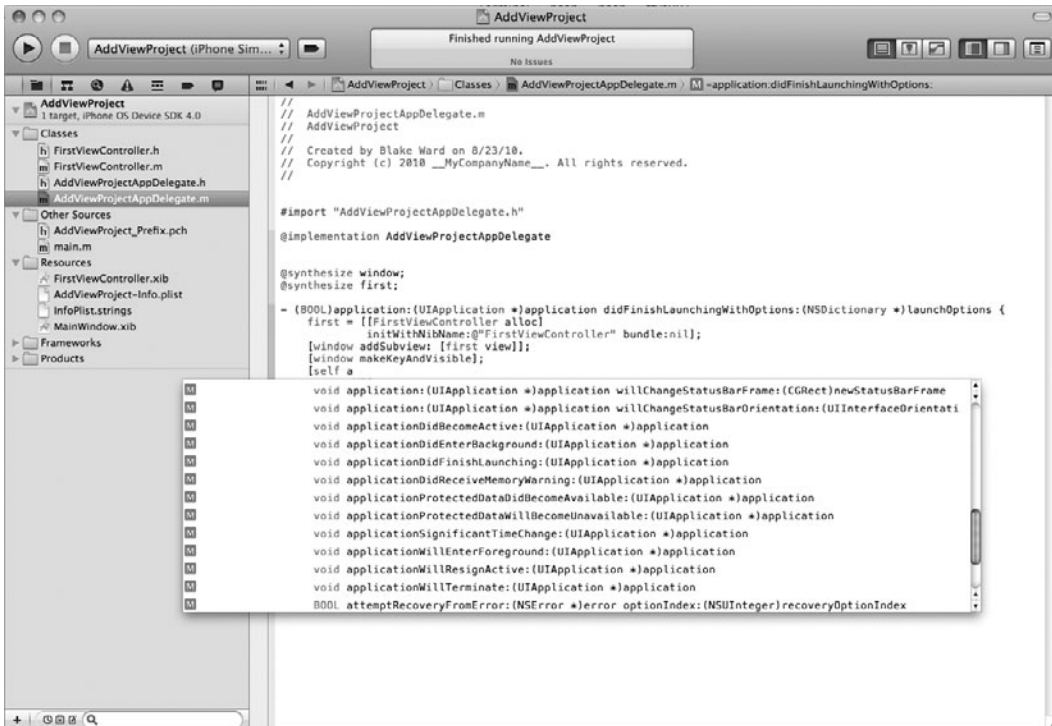 AddViewProject
AddViewProject (iPhone Sim...
Finished running AddViewProject
No Issues
AddViewProject
Classes
AddViewProjectAppDelegate.m
M -application:didFinishLaunchingWithOptions:
AddViewProject
1 target, iPhone OS Device SDK 4.0
Classes
h FirstViewController.h
m FirstViewController.m
h AddViewProjectAppDelegate.h
m AddViewProjectAppDelegate.m
Other Sources
h AddViewProject_Prefix.pch
m main.m
Resources
FirstViewController.xib
AddViewProject-Info.plist
InfoPlist.strings
MainWindow.xib
Frameworks
Products
//
//  AddViewProjectAppDelegate.m
//  AddViewProject
//
//  Created by Blake Ward on 8/23/10.
//  Copyright (c) 2010 __MyCompanyName__. All rights reserved.
//
#import "AddViewProjectAppDelegate.h"
@implementation AddViewProjectAppDelegate
@synthesize window;
@synthesize first;
- (BOOL)application:(UIApplication *)application didFinishLaunchingWithOptions:(NSDictionary *)launchOptions {
first = [[FirstViewController alloc]
initWithNibName:@"FirstViewController" bundle:nil];
[window addSubview: [first view]];
[window makeKeyAndVisible];
[self a
M void application:(UIApplication *)application willChangeStatusBarFrame:(CGRect)newStatusBarFrame
M void application:(UIApplication *)application willChangeStatusBarOrientation:(UIInterfaceOrientati
M void applicationDidBecomeActive:(UIApplication *)application
M void applicationDidEnterBackground:(UIApplication *)application
M void applicationDidFinishLaunching:(UIApplication *)application
M void applicationDidReceiveMemoryWarning:(UIApplication *)application
M void applicationProtectedDataDidBecomeAvailable:(UIApplication *)application
M void applicationProtectedDataWillBecomeUnavailable:(UIApplication *)application
M void applicationSignificantTimeChange:(UIApplication *)application
M void applicationWillEnterForeground:(UIApplication *)application
M void applicationWillResignActive:(UIApplication *)application
M void applicationWillTerminate:(UIApplication *)application
M BOOL attemptRecoveryFromError:(NSError *)error optionIndex:(NSUInteger)recoveryOptionIndex